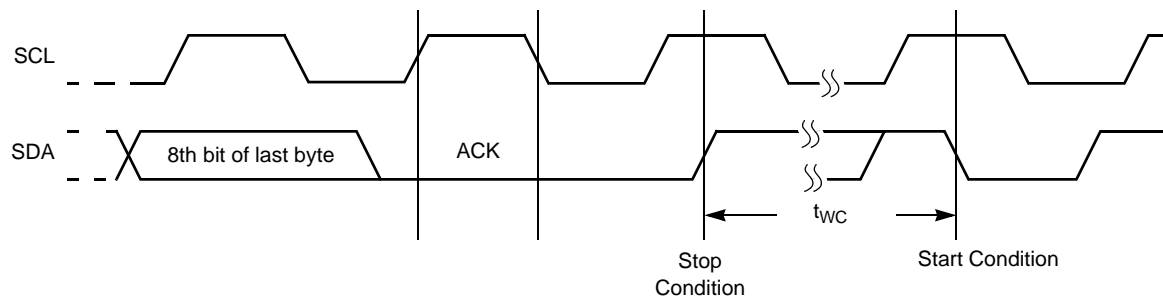 SCL
SDA
8th bit of last byte
ACK
tWC
Stop
Condition
Start Condition